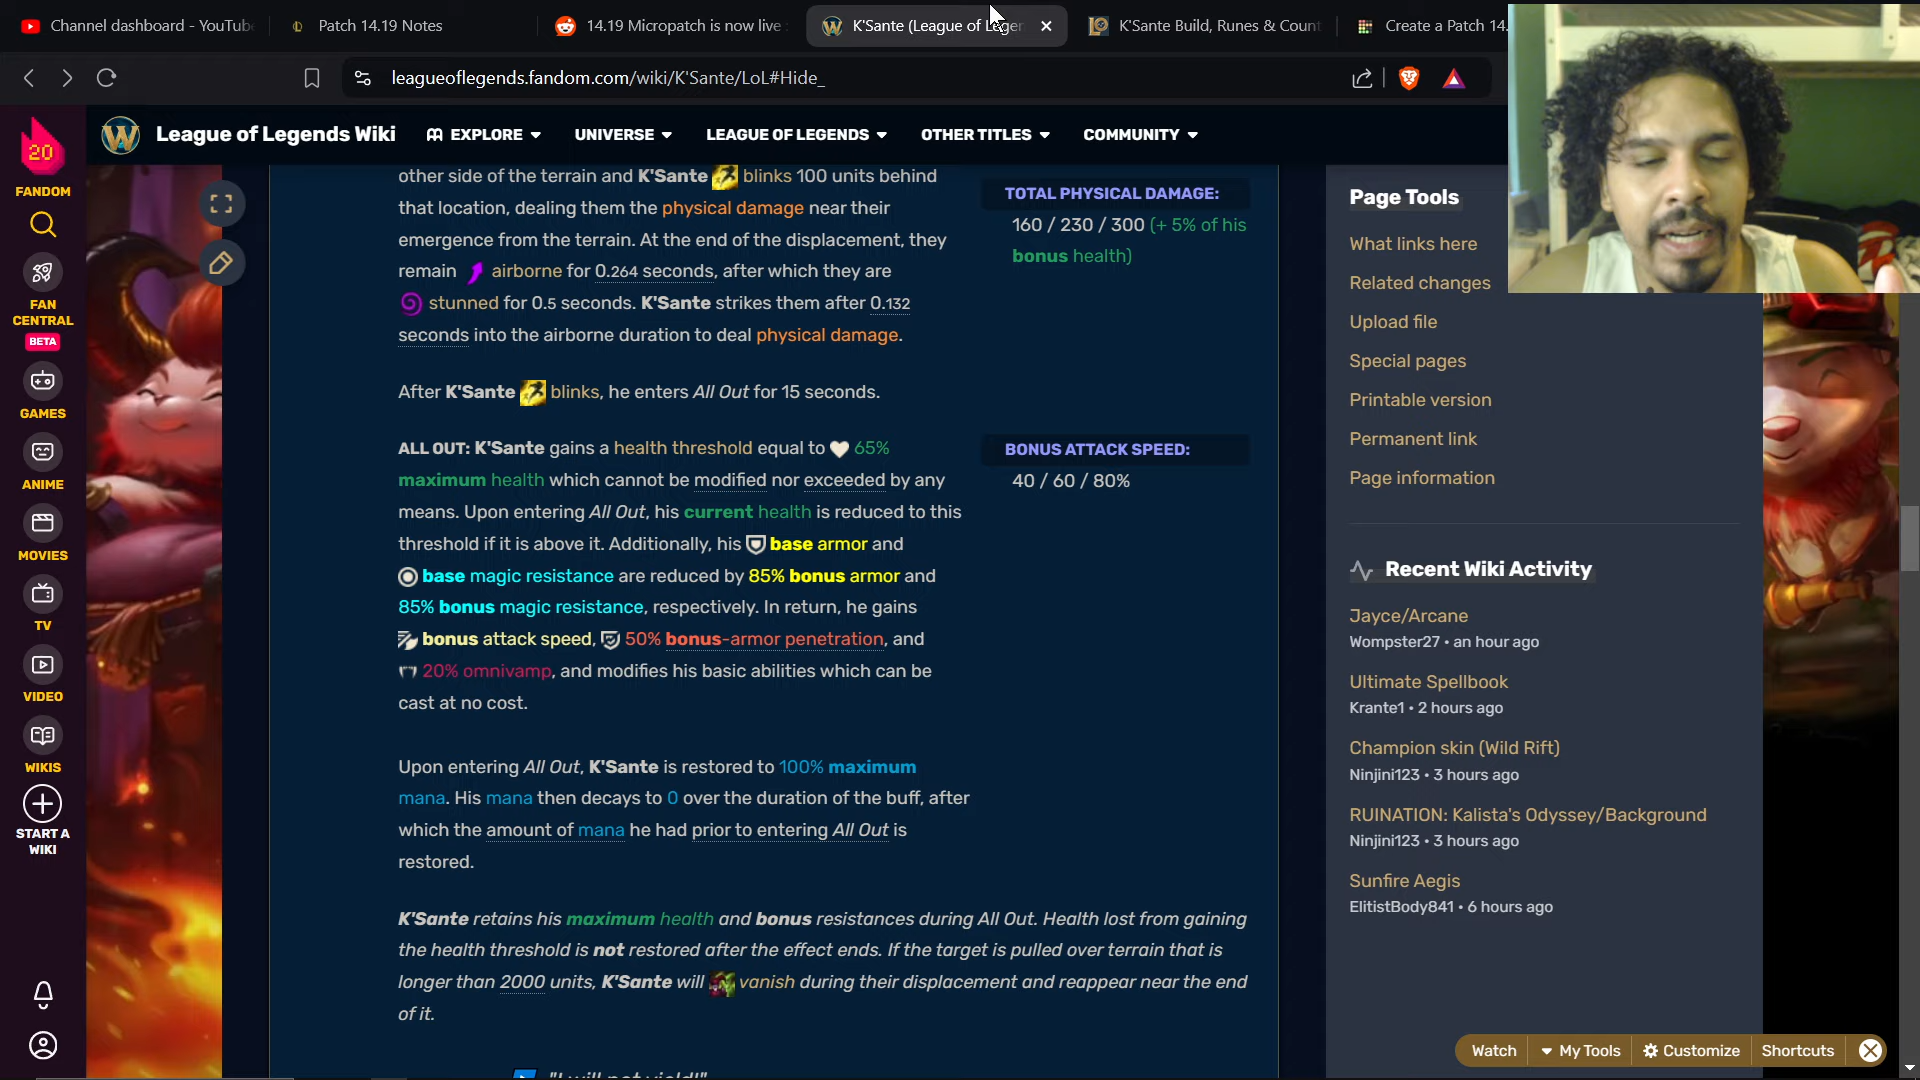 Channel dashboard - YouTub
Patch 14.19 Notes
14.19 Micropatch is now live
K'Sante (League of Legen
K'Sante Build, Runes & Count
Create a Patch 14.
leagueoflegends.fandom.com/wiki/K'Sante/LoL#Hide_
20
FANDOM
FAN
CENTRAL
BETA
GAMES
ANIME
MOVIES
TV
VIDEO
WIKIS
START A
WIKI
League of Legends Wiki
EXPLORE
UNIVERSE
LEAGUE OF LEGENDS
OTHER TITLES
COMMUNITY
other side of the terrain and K'Sante blinks 100 units behind
that location, dealing them the physical damage near their
emergence from the terrain. At the end of the displacement, they
remain airborne for 0.264 seconds, after which they are
stunned for 0.5 seconds. K'Sante strikes them after 0.132
seconds into the airborne duration to deal physical damage.
After K'Sante blinks, he enters All Out for 15 seconds.
TOTAL PHYSICAL DAMAGE:
160 / 230 / 300 (+ 5% of his
bonus health)
ALL OUT: K'Sante gains a health threshold equal to 65%
maximum health which cannot be modified nor exceeded by any
means. Upon entering All Out, his current health is reduced to this
threshold if it is above it. Additionally, his base armor and
base magic resistance are reduced by 85% bonus armor and
85% bonus magic resistance, respectively. In return, he gains
bonus attack speed, 50% bonus-armor penetration, and
20% omnivamp, and modifies his basic abilities which can be
cast at no cost.
BONUS ATTACK SPEED:
40 / 60 / 80%
Upon entering All Out, K'Sante is restored to 100% maximum
mana. His mana then decays to 0 over the duration of the buff, after
which the amount of mana he had prior to entering All Out is
restored.
K'Sante retains his maximum health and bonus resistances during All Out. Health lost from gaining
the health threshold is not restored after the effect ends. If the target is pulled over terrain that is
longer than 2000 units, K'Sante will vanish during their displacement and reappear near the end
of it.
"I will not yield!"
Page Tools
What links here
Related changes
Upload file
Special pages
Printable version
Permanent link
Page information
Recent Wiki Activity
Jayce/Arcane
Wompster27 • an hour ago
Ultimate Spellbook
Krante1 • 2 hours ago
Champion skin (Wild Rift)
Ninjini123 • 3 hours ago
RUINATION: Kalista's Odyssey/Background
Ninjini123 • 3 hours ago
Sunfire Aegis
ElitistBody841 • 6 hours ago
Watch
My Tools
Customize
Shortcuts